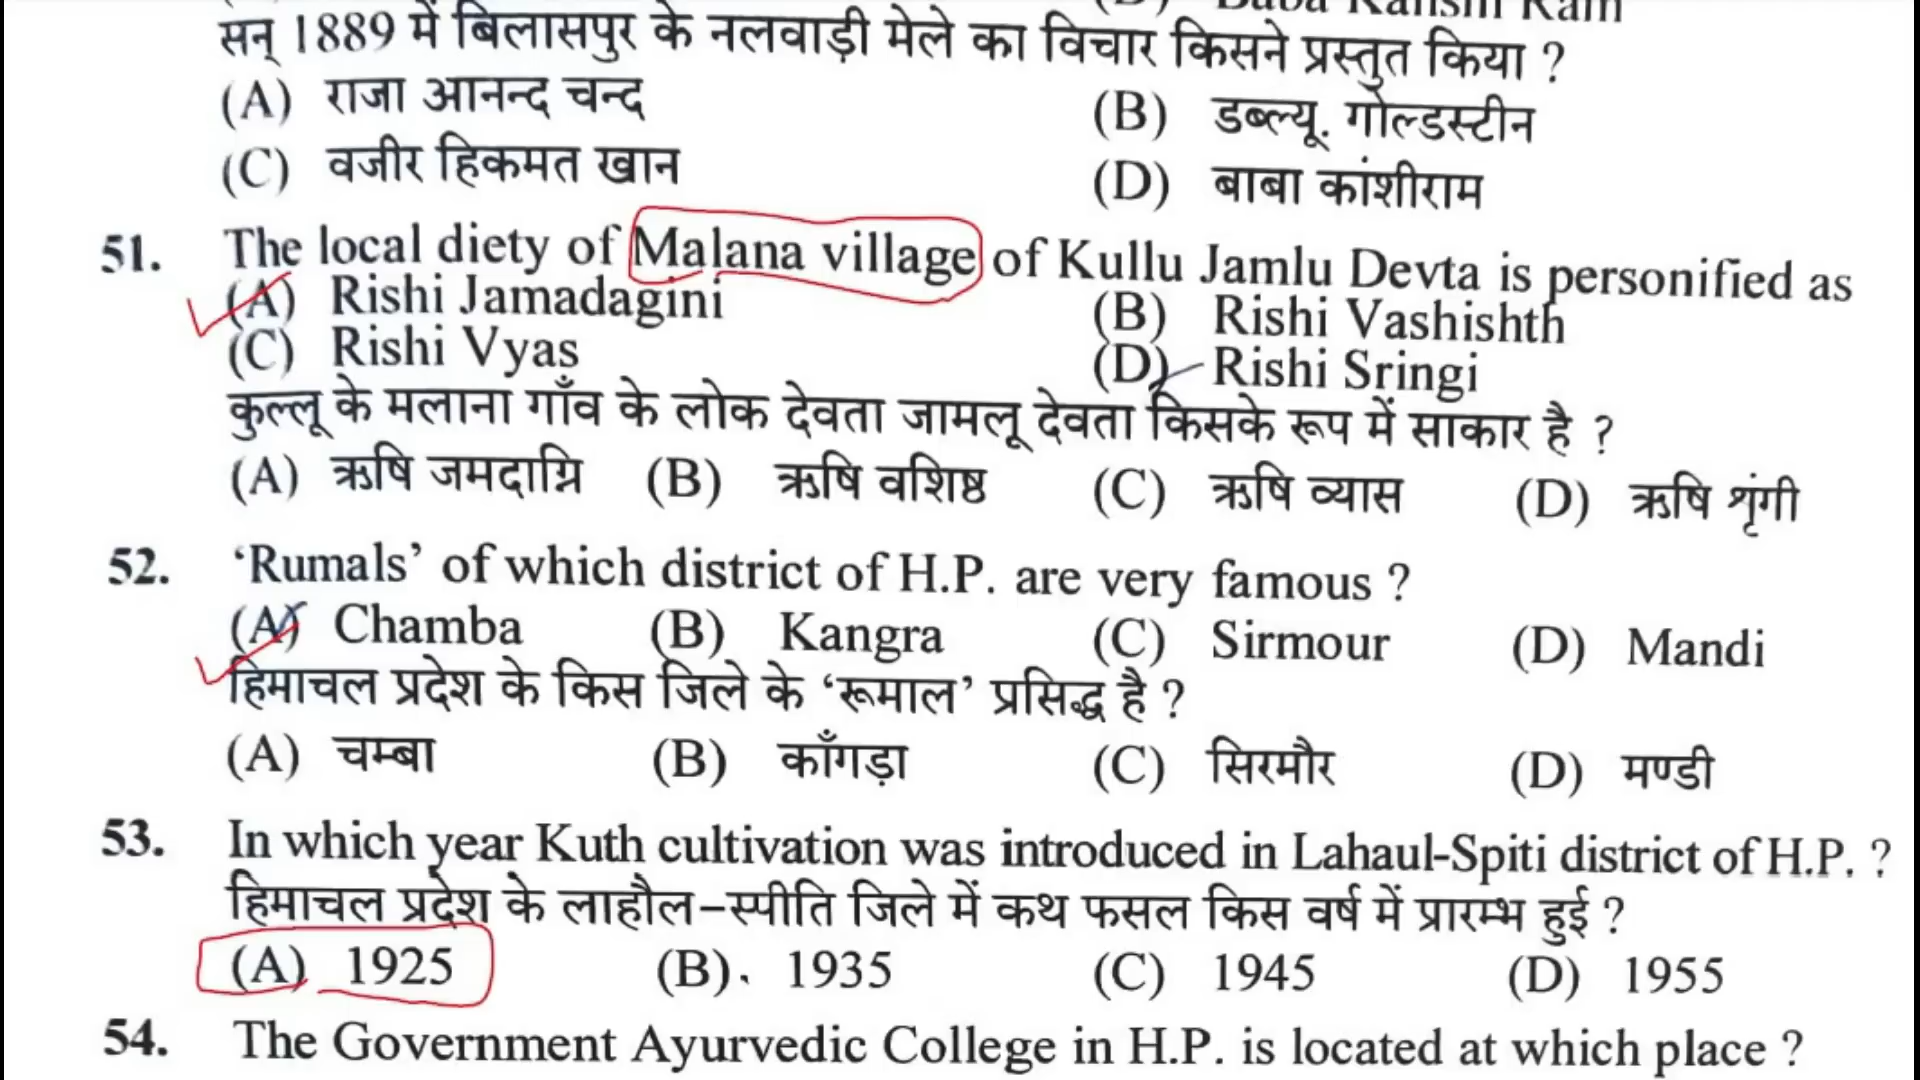 (D) Baba Kanshi Ram
सन् 1889 में बिलासपुर के नलवाड़ी मेले का विचार किसने प्रस्तुत किया ?
(A) राजा आनन्द चन्द (B) डब्ल्यू. गोल्डस्टीन
(C) वजीर हिकमत खान (D) बाबा कांशीराम
51. The local diety of Malana village of Kullu Jamlu Devta is personified as
(A) Rishi Jamadagini (B) Rishi Vashishth
(C) Rishi Vyas (D) Rishi Sringi
कुल्लू के मलाना गाँव के लोक देवता जामलू देवता किसके रूप में साकार है ?
(A) ऋषि जमदाग्नि (B) ऋषि वशिष्ठ (C) ऋषि व्यास (D) ऋषि शृंगी
52. ‘Rumals’ of which district of H.P. are very famous ?
(A) Chamba (B) Kangra (C) Sirmour (D) Mandi
हिमाचल प्रदेश के किस जिले के ‘रूमाल’ प्रसिद्ध है ?
(A) चम्बा (B) काँगड़ा (C) सिरमौर (D) मण्डी
53. In which year Kuth cultivation was introduced in Lahaul-Spiti district of H.P. ?
हिमाचल प्रदेश के लाहौल–स्पीति जिले में कथ फसल किस वर्ष में प्रारम्भ हुई ?
(A) 1925 (B) 1935 (C) 1945 (D) 1955
54. The Government Ayurvedic College in H.P. is located at which place ?